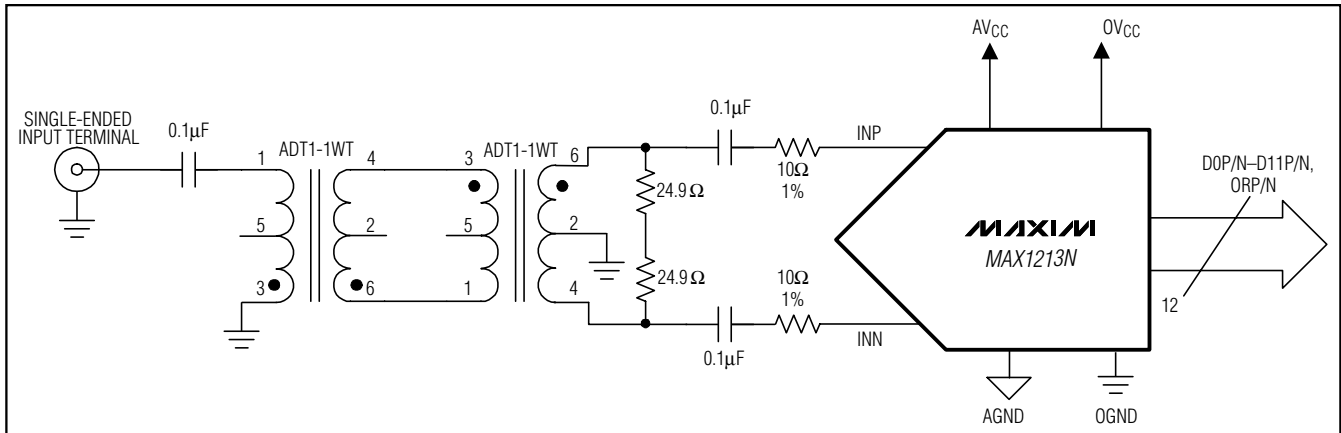 SINGLE-ENDED
INPUT TERMINAL
0.1µF
1
5
3
ADT1-1WT
4
2
6
3
5
1
ADT1-1WT
6
2
4
24.9Ω
24.9Ω
0.1µF
10Ω
1%
INP
0.1µF
10Ω
1%
INN
AVCC
OVCC
MAXIM
MAX1213N
AGND
OGND
D0P/N–D11P/N,
ORP/N
12